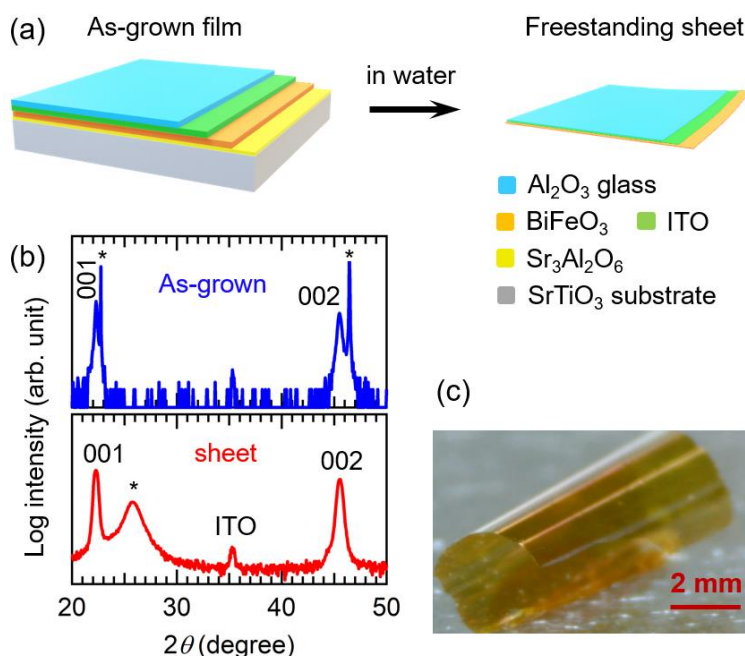 (a) As-grown film Freestanding sheet
in water
Al₂O₃ glass
BiFeO₃ ITO
Sr₃Al₂O₆
SrTiO₃ substrate
(b)
001 * As-grown 002 *
001 * sheet ITO 002
Log intensity (arb. unit)
20 30 40 50
2θ (degree)
(c)
2 mm